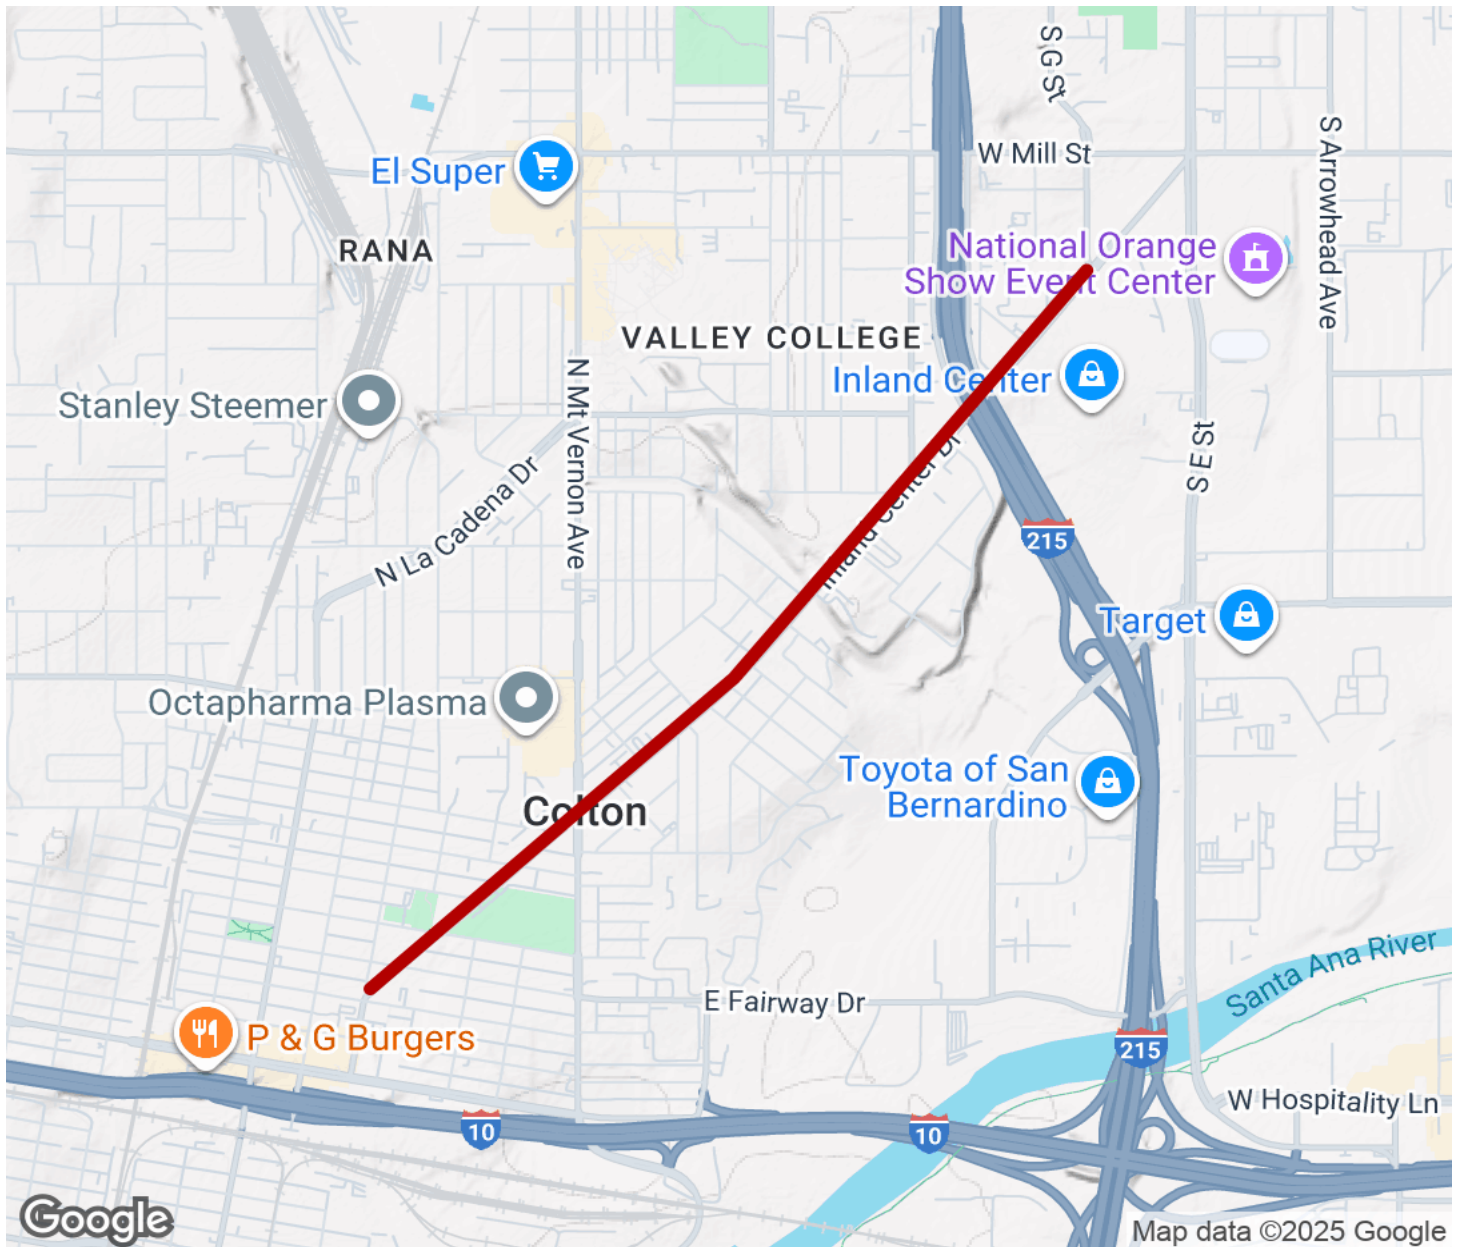 S G St
W Mill St
S Arrowhead Ave
El Super
RANA
National Orange
Show Event Center
VALLEY COLLEGE
Inland Center
Stanley Steemer
N Mt Vernon Ave
N La Cadena Dr
Inland Center Dr
S E St
215
Target
Octapharma Plasma
Toyota of San
Bernardino
Colton
Santa Ana River
E Fairway Dr
P & G Burgers
215
W Hospitality Ln
10
10
Google
Map data ©2025 Google